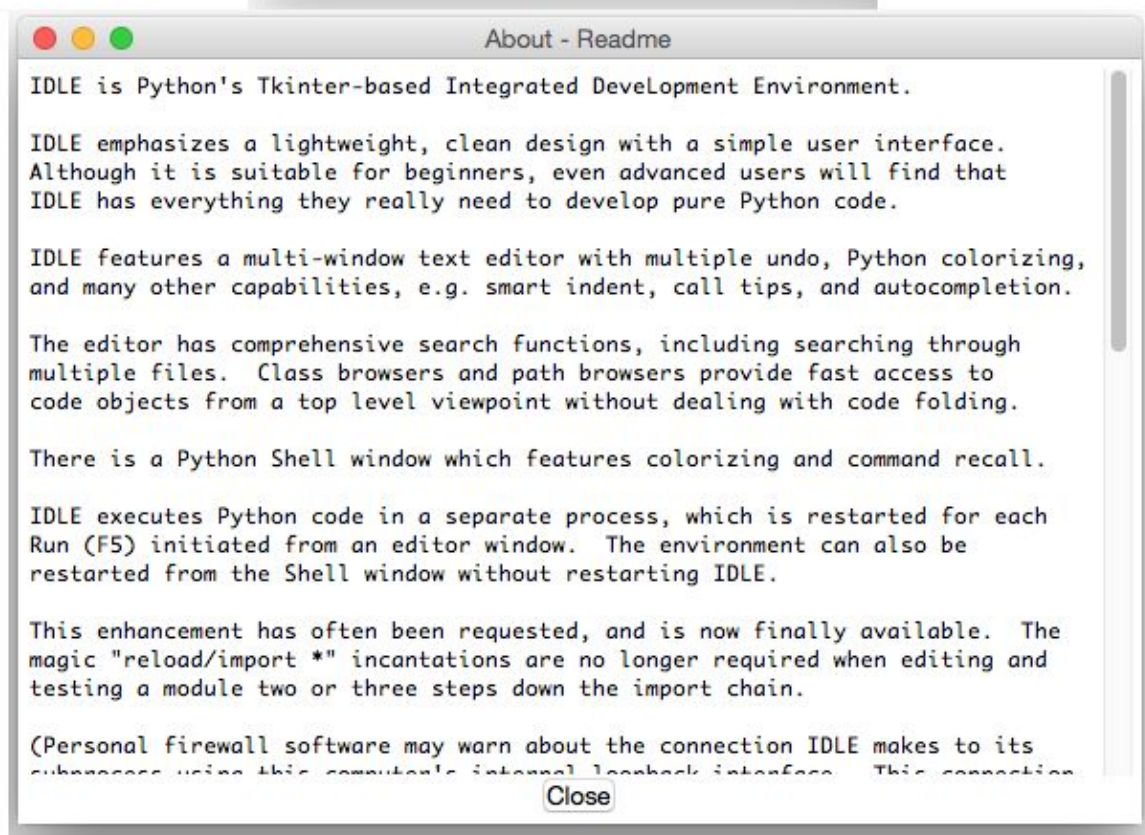 About - Readme
IDLE is Python's Tkinter-based Integrated DeveLopment Environment.
IDLE emphasizes a lightweight, clean design with a simple user interface.
Although it is suitable for beginners, even advanced users will find that
IDLE has everything they really need to develop pure Python code.
IDLE features a multi-window text editor with multiple undo, Python colorizing,
and many other capabilities, e.g. smart indent, call tips, and autocompletion.
The editor has comprehensive search functions, including searching through
multiple files.  Class browsers and path browsers provide fast access to
code objects from a top level viewpoint without dealing with code folding.
There is a Python Shell window which features colorizing and command recall.
IDLE executes Python code in a separate process, which is restarted for each
Run (F5) initiated from an editor window.  The environment can also be
restarted from the Shell window without restarting IDLE.
This enhancement has often been requested, and is now finally available.  The
magic "reload/import *" incantations are no longer required when editing and
testing a module two or three steps down the import chain.
(Personal firewall software may warn about the connection IDLE makes to its
subprocess using this computer's internal loopback interface.  This connection
Close